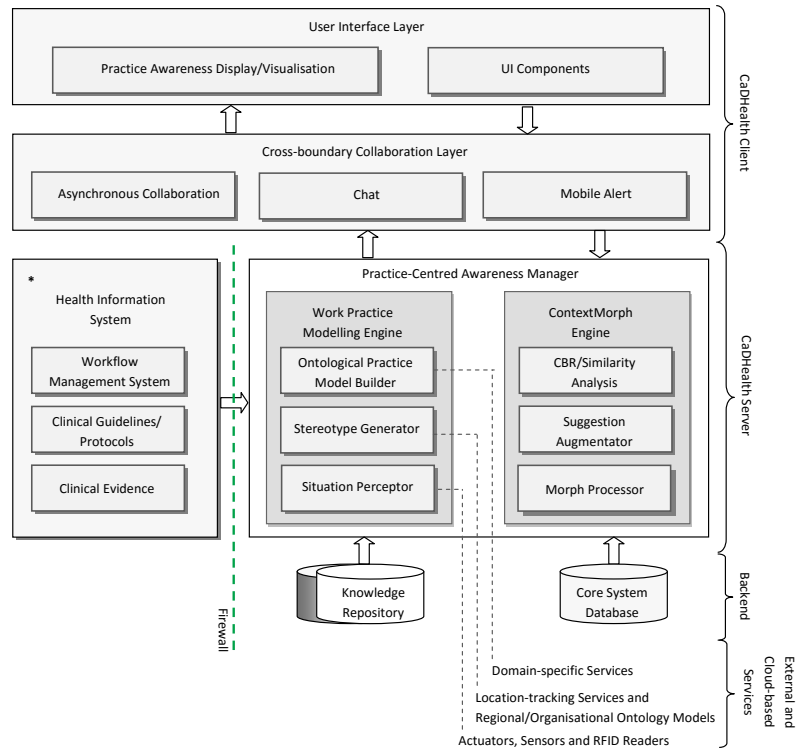 User Interface Layer
Practice Awareness Display/Visualisation
UI Components
CaDHealth Client
Cross-boundary Collaboration Layer
Asynchronous Collaboration
Chat
Mobile Alert
*
Health Information
System
Workflow
Management System
Clinical Guidelines/
Protocols
Clinical Evidence
Firewall
Practice-Centred Awareness Manager
Work Practice
Modelling Engine
Ontological Practice
Model Builder
Stereotype Generator
Situation Perceptor
ContextMorph
Engine
CBR/Similarity
Analysis
Suggestion
Augmentator
Morph Processor
CaDHealth Server
Knowledge
Repository
Core System
Database
Backend
Domain-specific Services
Location-tracking Services and
Regional/Organisational Ontology Models
Actuators, Sensors and RFID Readers
External and
Cloud-based
Services